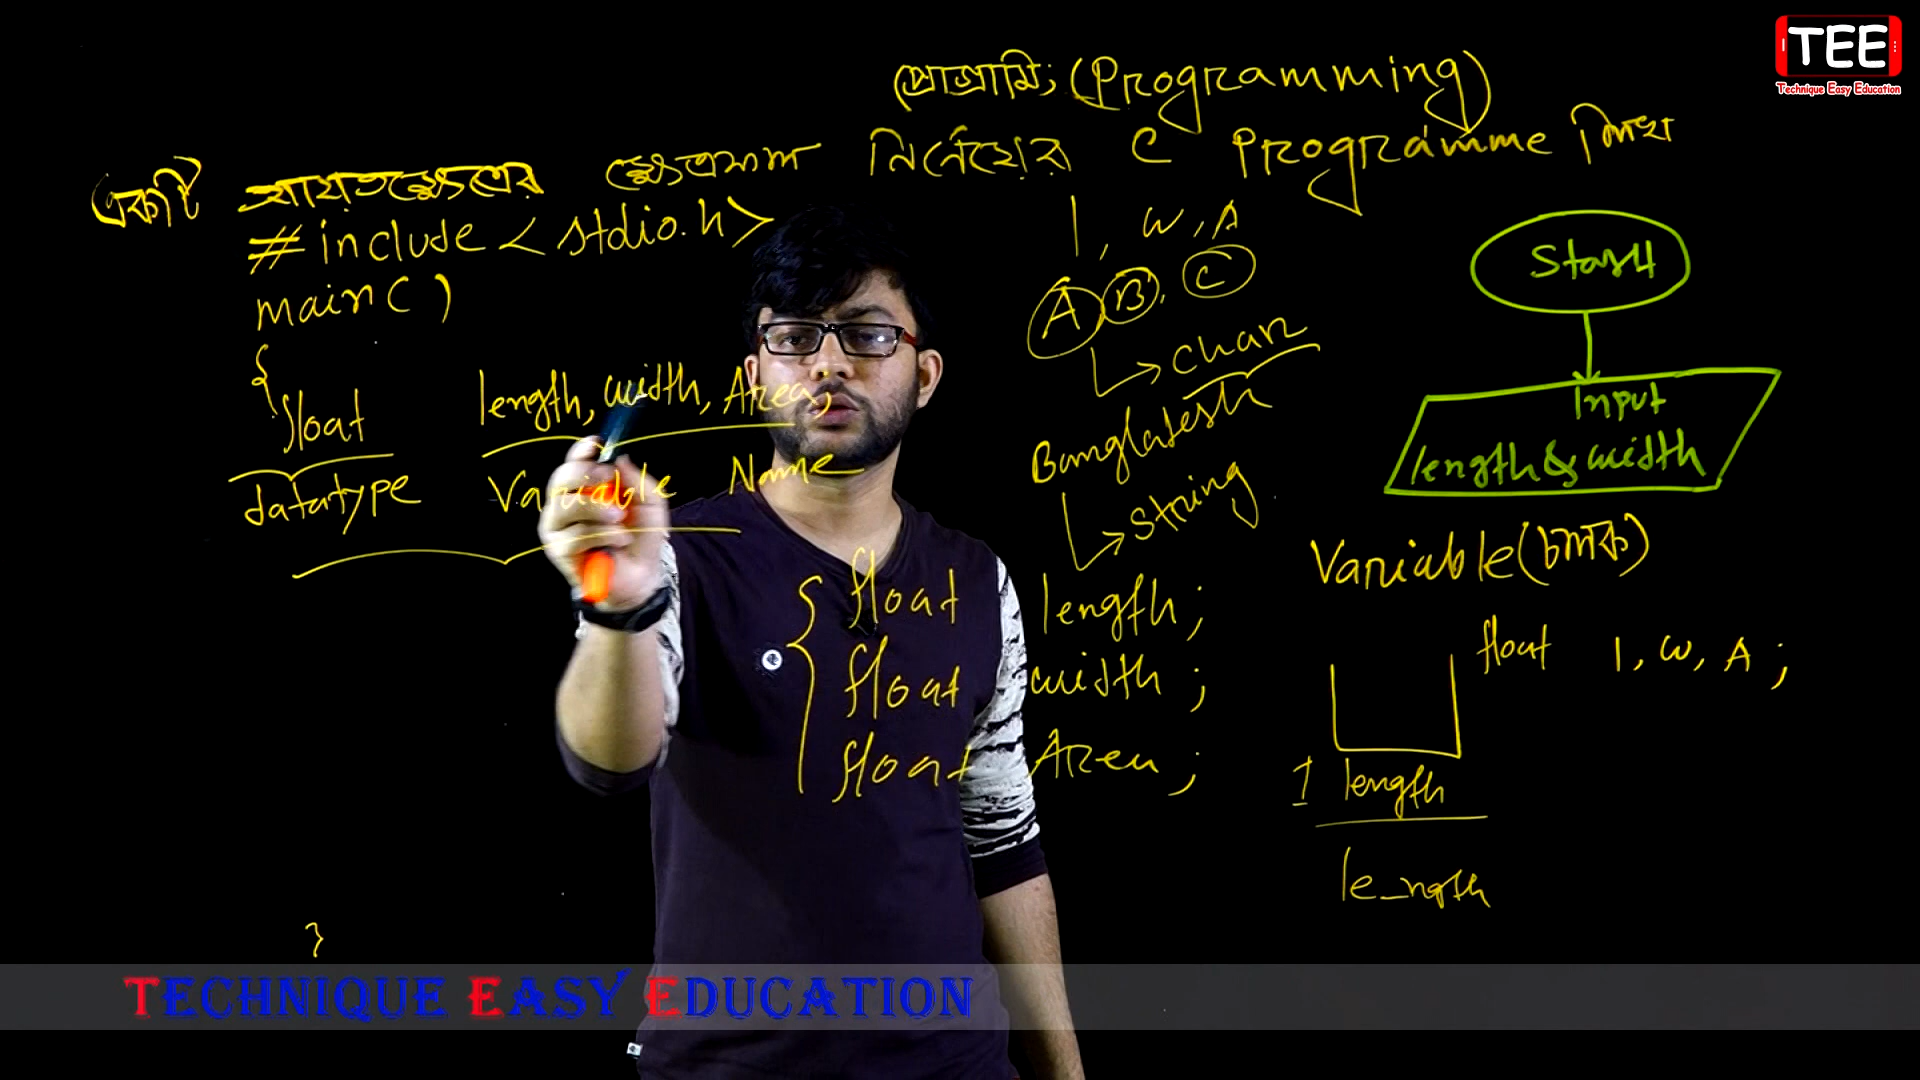 TEE
Technique Easy Education
প্রোগ্রামিং (Programming)
একটি আয়তক্ষেত্রের ক্ষেত্রফল নির্ণয়ের C Programme লিখ
#include < stdio.h>
main( )
{
float length, width, Area;
datatype Variable Name
}
l, w, A
A B, C
char
Bangladesh
String
float length;
float width;
float Area;
Start
Input
length & width
Variable (চলক)
float l, w, A ;
1 length
le_ngth
TECHNIQUE EASY EDUCATION